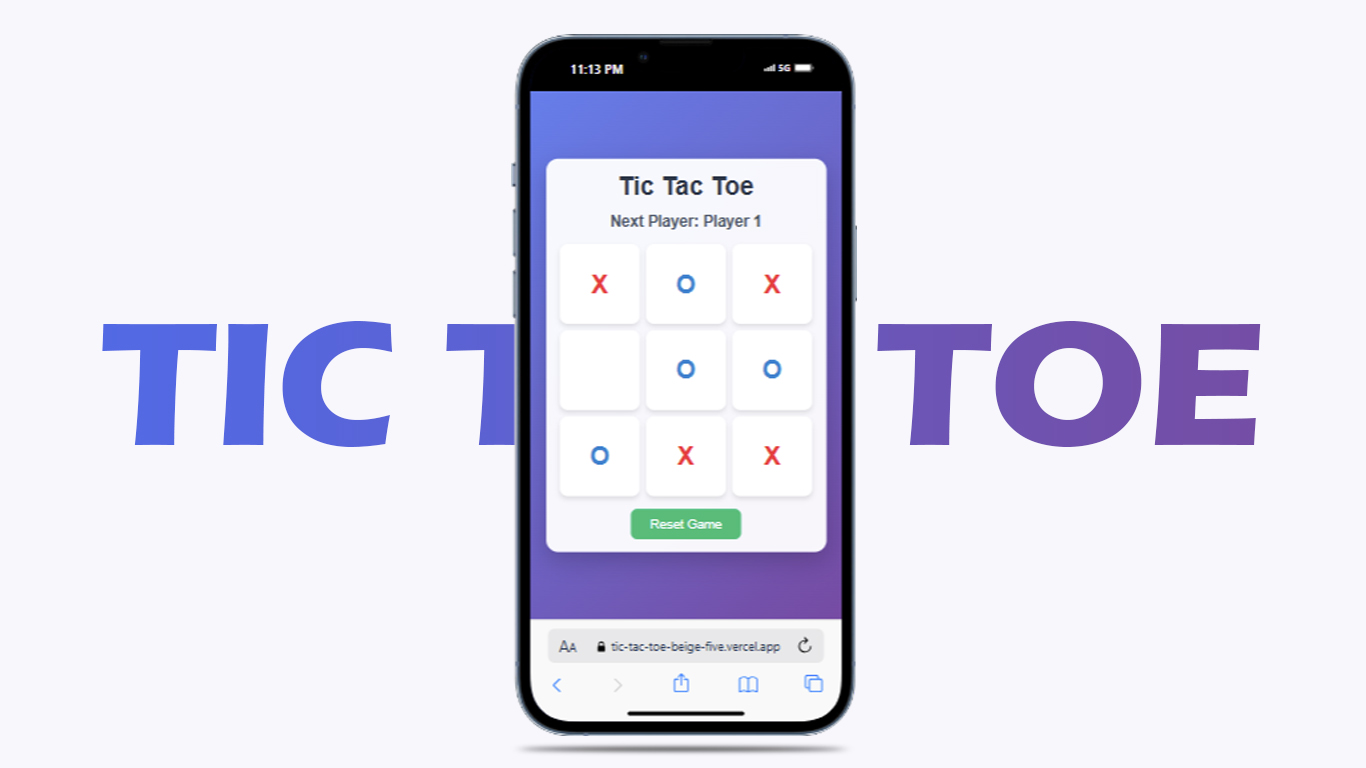 11:13 PM 5G
Tic Tac Toe
Next Player: Player 1
X O X
TIC T TOE
O O
O X X
Reset Game
AA tic-tac-toe-beige-five.vercel.app